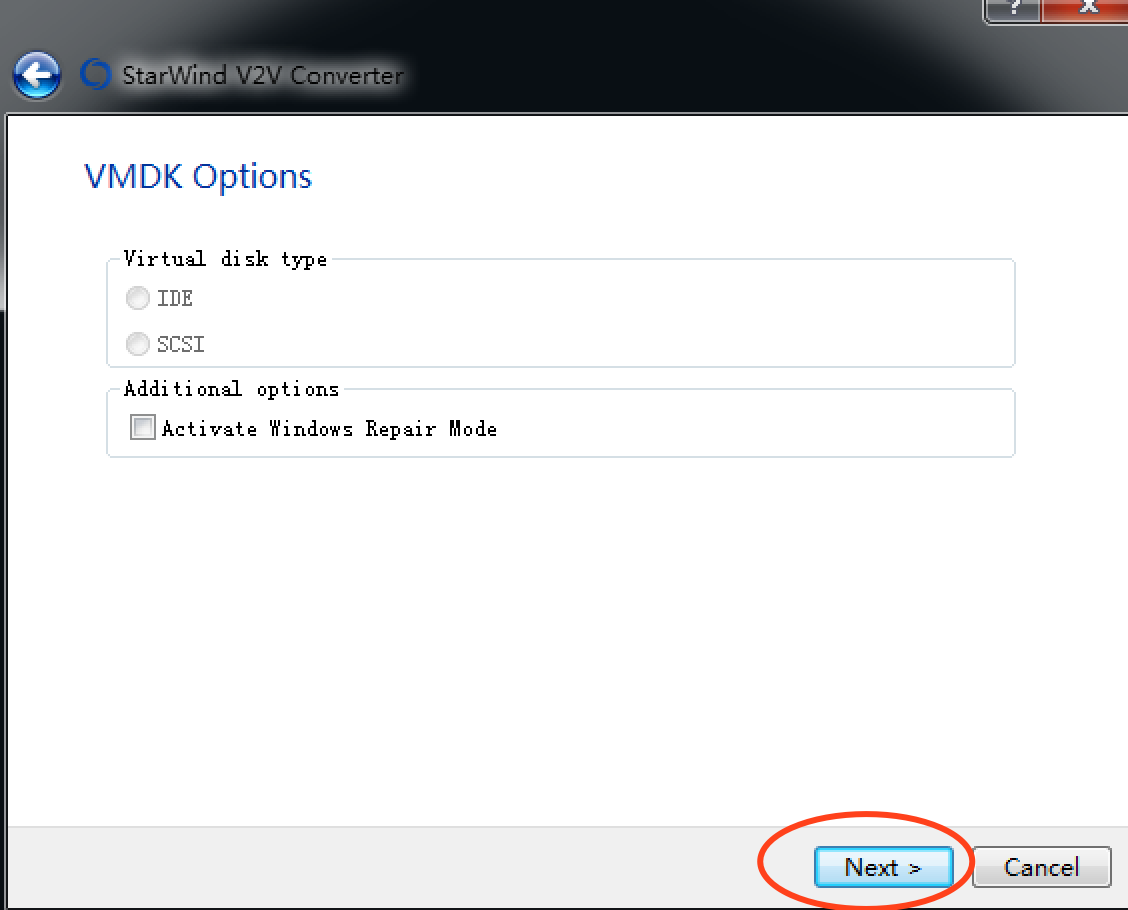 ? X
StarWind V2V Converter
VMDK Options
Virtual disk type
IDE
SCSI
Additional options
Activate Windows Repair Mode
Next > Cancel